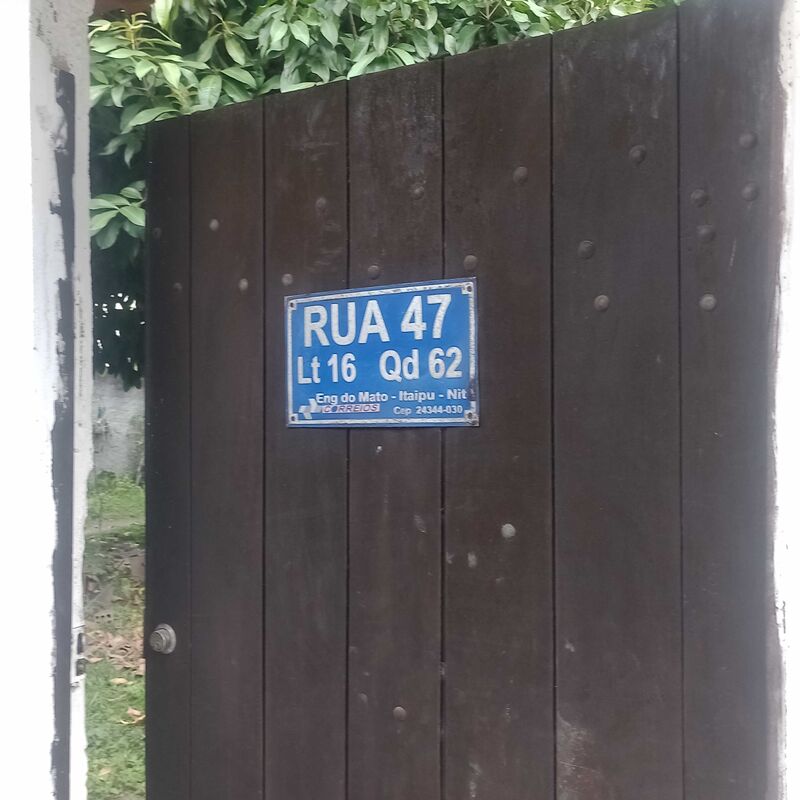 RUA 47
Lt 16 Qd 62
Eng do Mato - Itaipu - Nit
CORREIOS Cep 24344-030